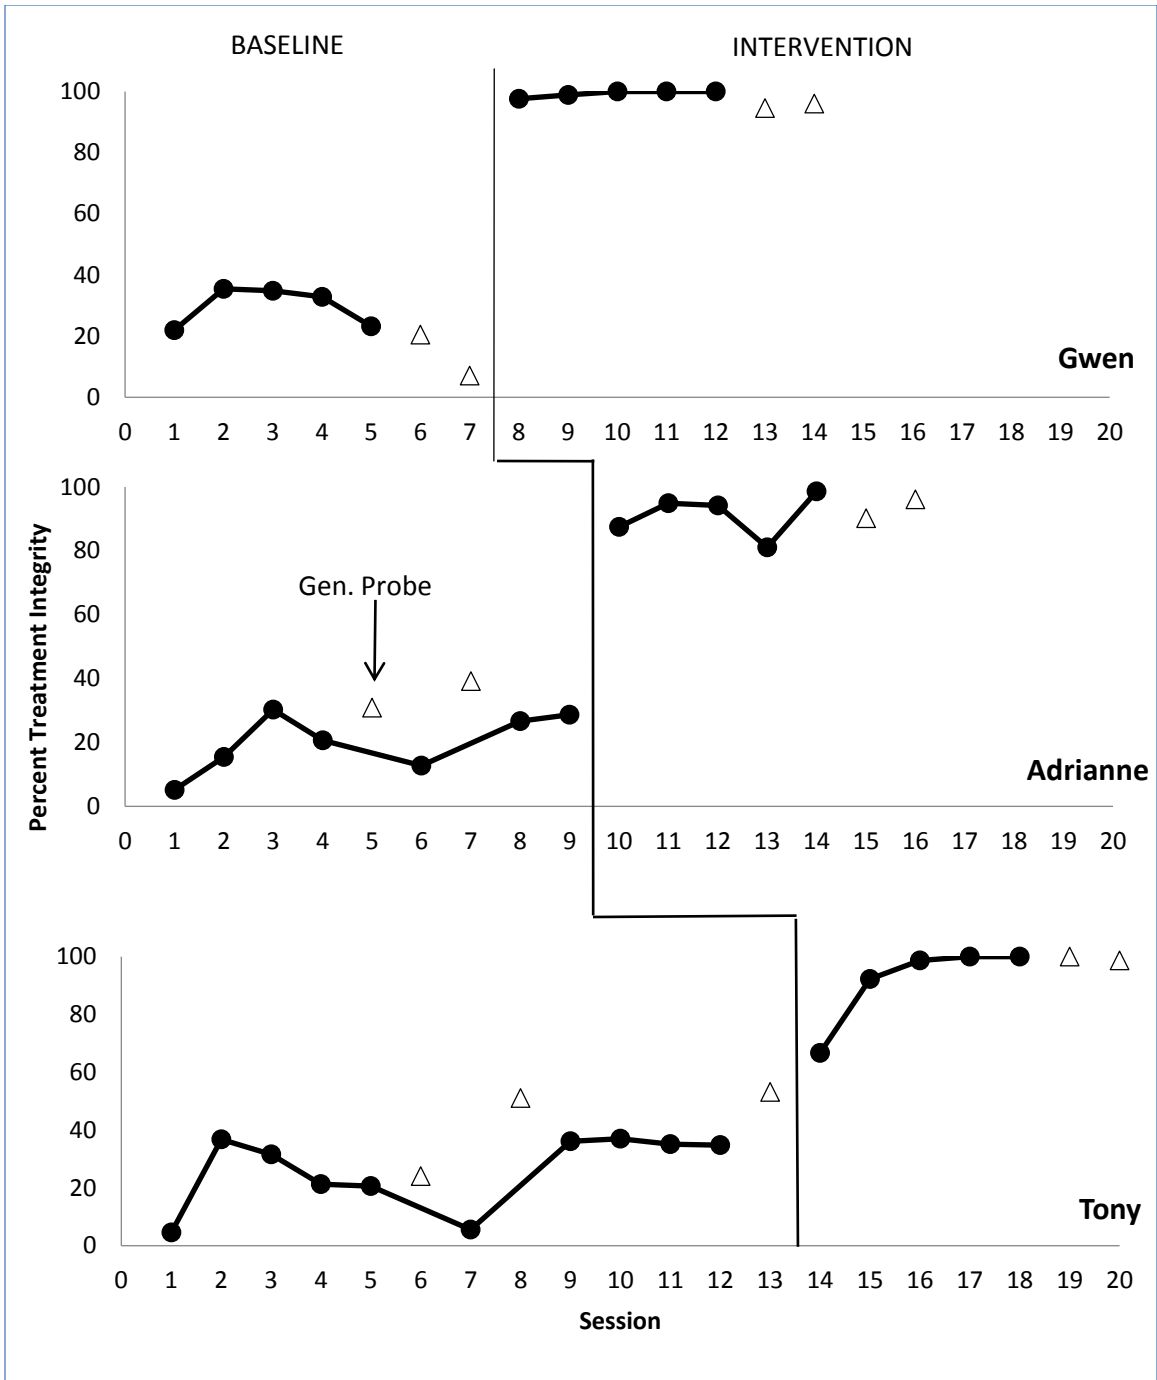 BASELINE INTERVENTION
100
80
60
40
20
0
Gwen
0 1 2 3 4 5 6 7 8 9 10 11 12 13 14 15 16 17 18 19 20
Percent Treatment Integrity
100
80
60
40
20
0
Gen. Probe
Adrianne
0 1 2 3 4 5 6 7 8 9 10 11 12 13 14 15 16 17 18 19 20
100
80
60
40
20
0
Tony
0 1 2 3 4 5 6 7 8 9 10 11 12 13 14 15 16 17 18 19 20
Session